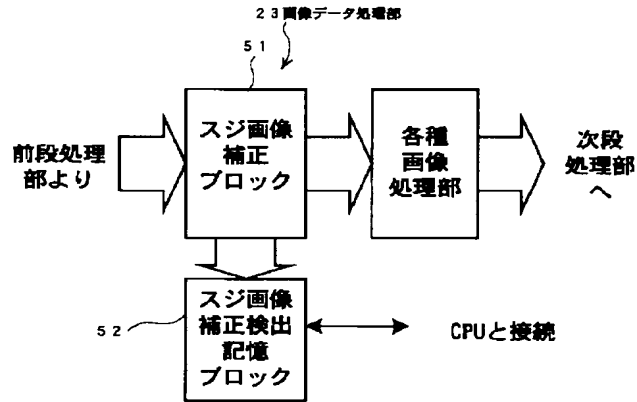 23画像データ処理部
51
スジ画像
補正
ブロック
各種
画像
処理部
前段処理
部より
次段
処理部
へ
52
スジ画像
補正検出
記憶
ブロック
CPUと接続